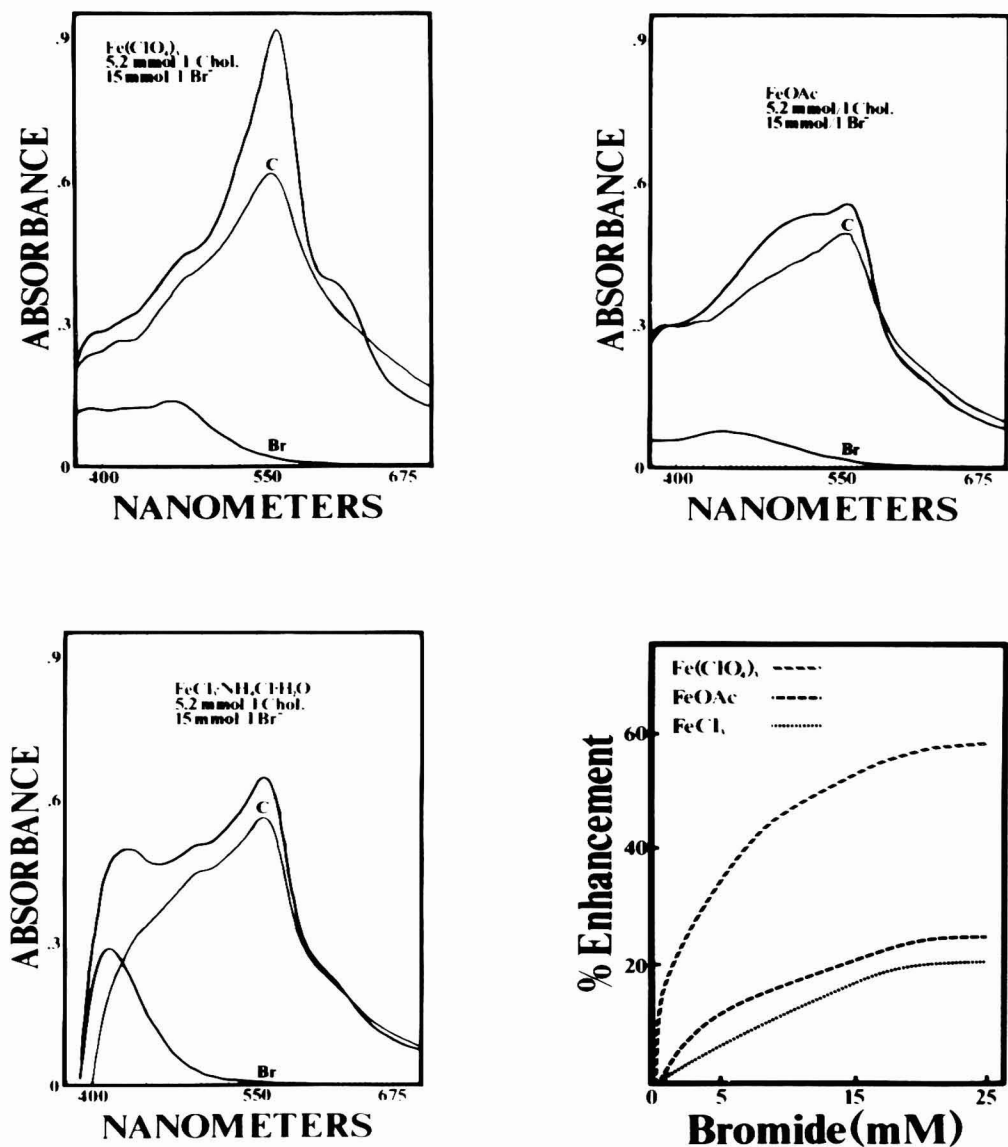 ABSORBANCE
.9
.6
.3
0
Fe(ClO₄)₃
5.2 mmol/l Chol.
15 mmol/l Br⁻
C
Br
400 550 675
NANOMETERS
ABSORBANCE
.9
.6
.3
0
FeOAc
5.2 mmol/l Chol.
15 mmol/l Br⁻
C
Br
400 550 675
NANOMETERS
ABSORBANCE
.9
.6
.3
0
FeCl₃·NH₄Cl·H₂O
5.2 mmol/l Chol.
15 mmol/l Br⁻
C
Br
400 550 675
NANOMETERS
% Enhancement
60
40
20
Fe(ClO₄)₃
FeOAc
FeCl₃
0 5 15 25
Bromide(mM)